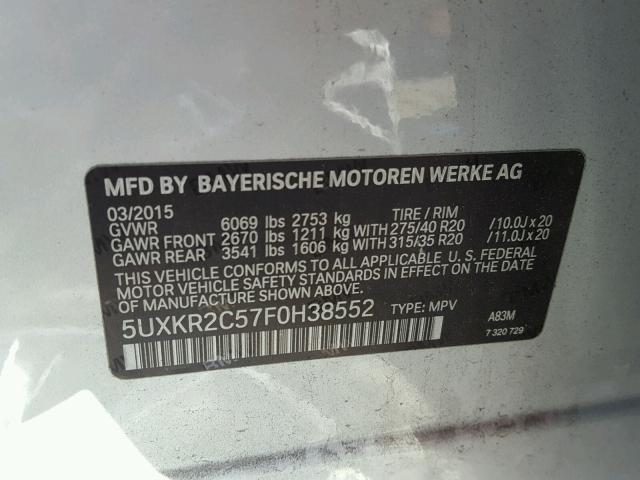 MFD BY BAYERISCHE MOTOREN WERKE AG
03/2015 TIRE / RIM
GVWR 6069 lbs 2753 kg
GAWR FRONT 2670 lbs 1211 kg WITH 275/40 R20 /10.0J x 20
GAWR REAR 3541 lbs 1606 kg WITH 315/35 R20 /11.0J x 20
THIS VEHICLE CONFORMS TO ALL APPLICABLE U. S. FEDERAL
MOTOR VEHICLE SAFETY STANDARDS IN EFFECT ON THE
DATE OF MANUFACTURE SHOWN ABOVE.
5UXKR2C57F0H38552 TYPE: MPV A83M
7 320 729